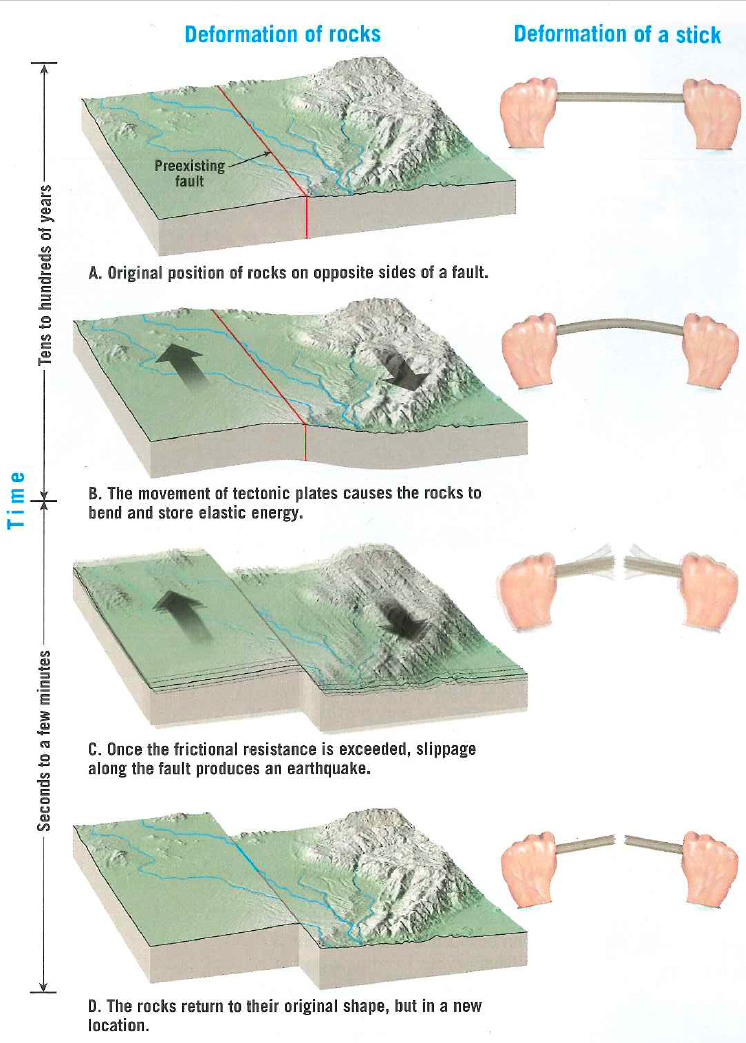 Deformation of rocks
Deformation of a stick
Preexisting
fault
A. Original position of rocks on opposite sides of a fault.
Tens to hundreds of years
B. The movement of tectonic plates causes the rocks to
bend and store elastic energy.
Time
C. Once the frictional resistance is exceeded, slippage
along the fault produces an earthquake.
Seconds to a few minutes
D. The rocks return to their original shape, but in a new
location.